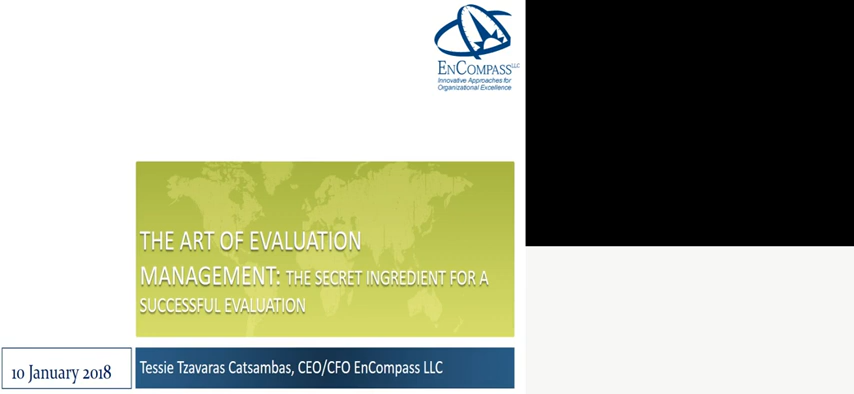 ENCOMPASS LLC
Innovative Approaches for
Organizational Excellence
THE ART OF EVALUATION
MANAGEMENT: THE SECRET INGREDIENT FOR A
SUCCESSFUL EVALUATION
10 January 2018
Tessie Tzavaras Catsambas, CEO/CFO EnCompass LLC